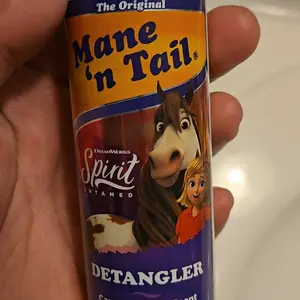 The Original
Mane
'n Tail®
DREAMWORKS
Spirit
UNTAMED
DETANGLER